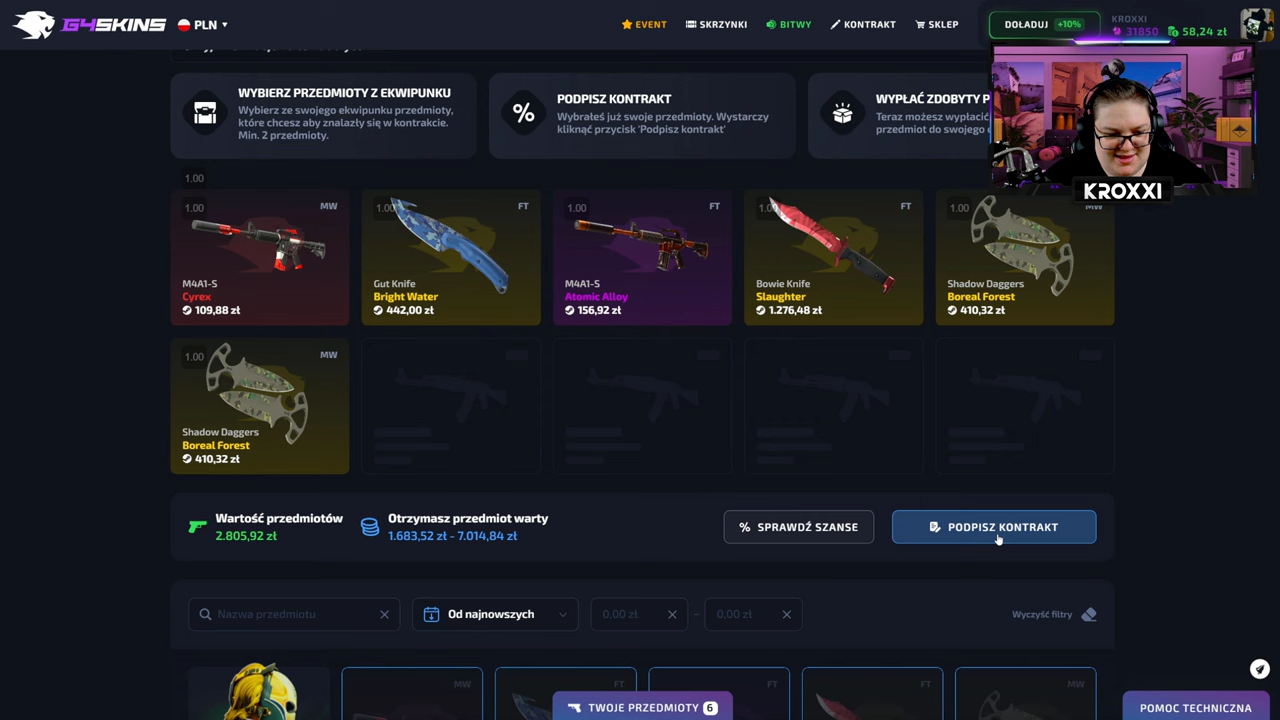 G4SKINS
PLN
EVENT
SKRZYNKI
BITWY
KONTRAKT
SKLEP
DOŁADUJ +10%
KROXXI
31850 58,24 zł
WYBIERZ PRZEDMIOTY Z EKWIPUNKU
Wybierz ze swojego ekwipunku przedmioty,
które chcesz aby znalazły się w kontrakcie.
Min. 2 przedmioty.
PODPISZ KONTRAKT
Wybrałeś już swoje przedmioty. Wystarczy
kliknąć przycisk 'Podpisz kontrakt'
WYPŁAĆ ZDOBYTY P
Teraz możesz wypłacić
przedmiot do swojego
KROXXI
1.00
1.00 MW
M4A1-S
Cyrex
109,88 zł
1.00 FT
Gut Knife
Bright Water
442,00 zł
1.00 FT
M4A1-S
Atomic Alloy
156,92 zł
1.00 FT
Bowie Knife
Slaughter
1.276,48 zł
1.00 MW
Shadow Daggers
Boreal Forest
410,32 zł
1.00 MW
Shadow Daggers
Boreal Forest
410,32 zł
Wartość przedmiotów
2.805,92 zł
Otrzymasz przedmiot warty
1.683,52 zł - 7.014,84 zł
% SPRAWDŹ SZANSE
PODPISZ KONTRAKT
Nazwa przedmiotu
Od najnowszych
0,00 zł – 0,00 zł
Wyczyść filtry
MW
FT
FT
FT
MW
TWOJE PRZEDMIOTY 6
POMOC TECHNICZNA